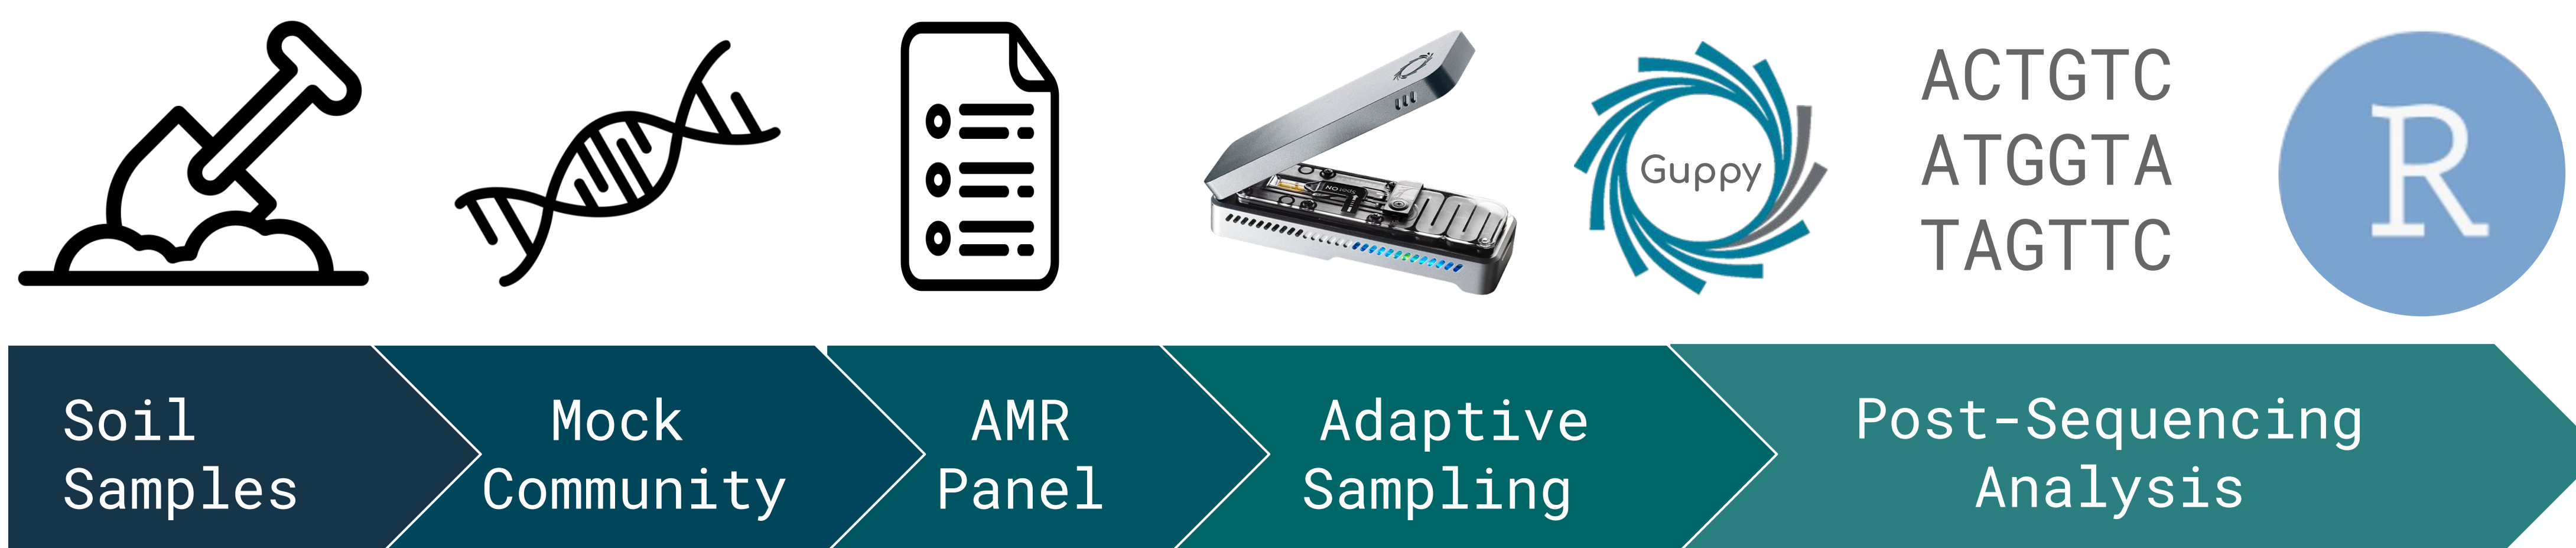 Guppy
ACTGTC
ATGGTA
TAGTTC
R
Soil
Samples
Mock
Community
AMR
Panel
Adaptive
Sampling
Post-Sequencing
Analysis